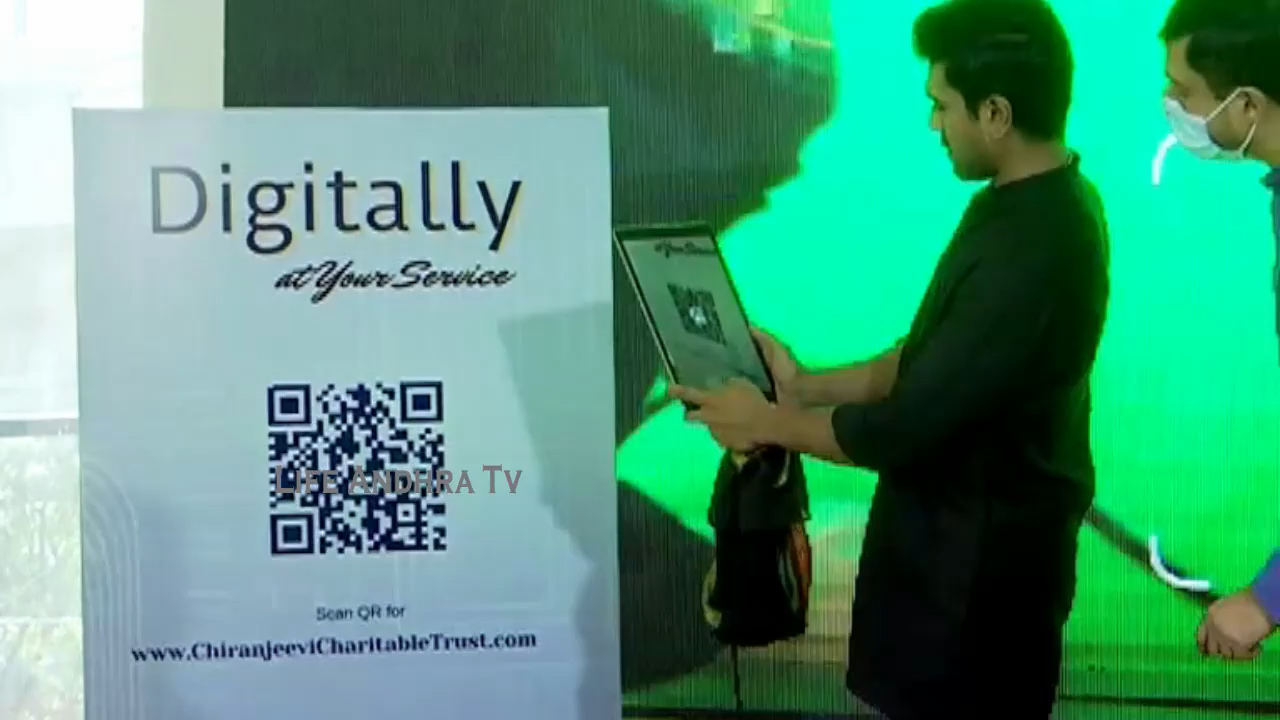 Digitally
at Your Service
LIFE ANDHRA TV
Scan QR for
www.ChiranjeeviCharitableTrust.com